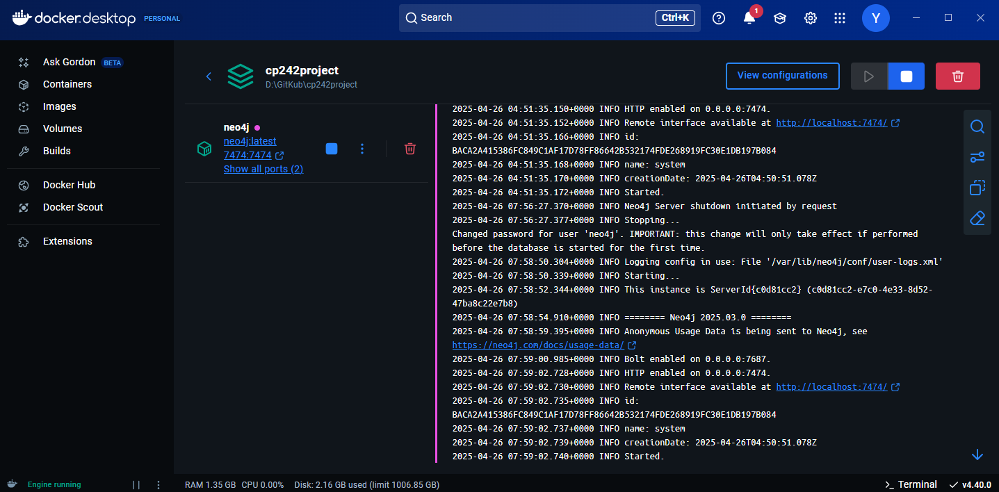 docker.desktop PERSONAL
Search
Ctrl+K
1
Y
Ask Gordon BETA
Containers
Images
Volumes
Builds
Docker Hub
Docker Scout
Extensions
cp242project
D:\GitKub\cp242project
View configurations
neo4j
neo4j:latest
7474:7474
Show all ports (2)
2025-04-26 04:51:35.150+0000 INFO HTTP enabled on 0.0.0.0:7474.
2025-04-26 04:51:35.152+0000 INFO Remote interface available at http://localhost:7474/
2025-04-26 04:51:35.166+0000 INFO id:
BACA2A415386FC849C1AF17D78FF86642B532174FDE268919FC30E1DB197B084
2025-04-26 04:51:35.168+0000 INFO name: system
2025-04-26 04:51:35.170+0000 INFO creationDate: 2025-04-26T04:50:51.078Z
2025-04-26 04:51:35.172+0000 INFO Started.
2025-04-26 07:56:27.370+0000 INFO Neo4j Server shutdown initiated by request
2025-04-26 07:56:27.377+0000 INFO Stopping...
Changed password for user 'neo4j'. IMPORTANT: this change will only take effect if performed
before the database is started for the first time.
2025-04-26 07:58:50.304+0000 INFO Logging config in use: File '/var/lib/neo4j/conf/user-logs.xml'
2025-04-26 07:58:50.339+0000 INFO Starting...
2025-04-26 07:58:52.344+0000 INFO This instance is ServerId{c0d81cc2} (c0d81cc2-e7c0-4e33-8d52-
47ba8c22e7b8)
2025-04-26 07:58:54.910+0000 INFO ======== Neo4j 2025.03.0 ========
2025-04-26 07:58:59.395+0000 INFO Anonymous Usage Data is being sent to Neo4j, see
https://neo4j.com/docs/usage-data/
2025-04-26 07:59:00.985+0000 INFO Bolt enabled on 0.0.0.0:7687.
2025-04-26 07:59:02.728+0000 INFO HTTP enabled on 0.0.0.0:7474.
2025-04-26 07:59:02.730+0000 INFO Remote interface available at http://localhost:7474/
2025-04-26 07:59:02.735+0000 INFO id:
BACA2A415386FC849C1AF17D78FF86642B532174FDE268919FC30E1DB197B084
2025-04-26 07:59:02.737+0000 INFO name: system
2025-04-26 07:59:02.739+0000 INFO creationDate: 2025-04-26T04:50:51.078Z
2025-04-26 07:59:02.740+0000 INFO Started.
Engine running
RAM 1.35 GB CPU 0.00% Disk: 2.16 GB used (limit 1006.85 GB)
Terminal
v4.40.0